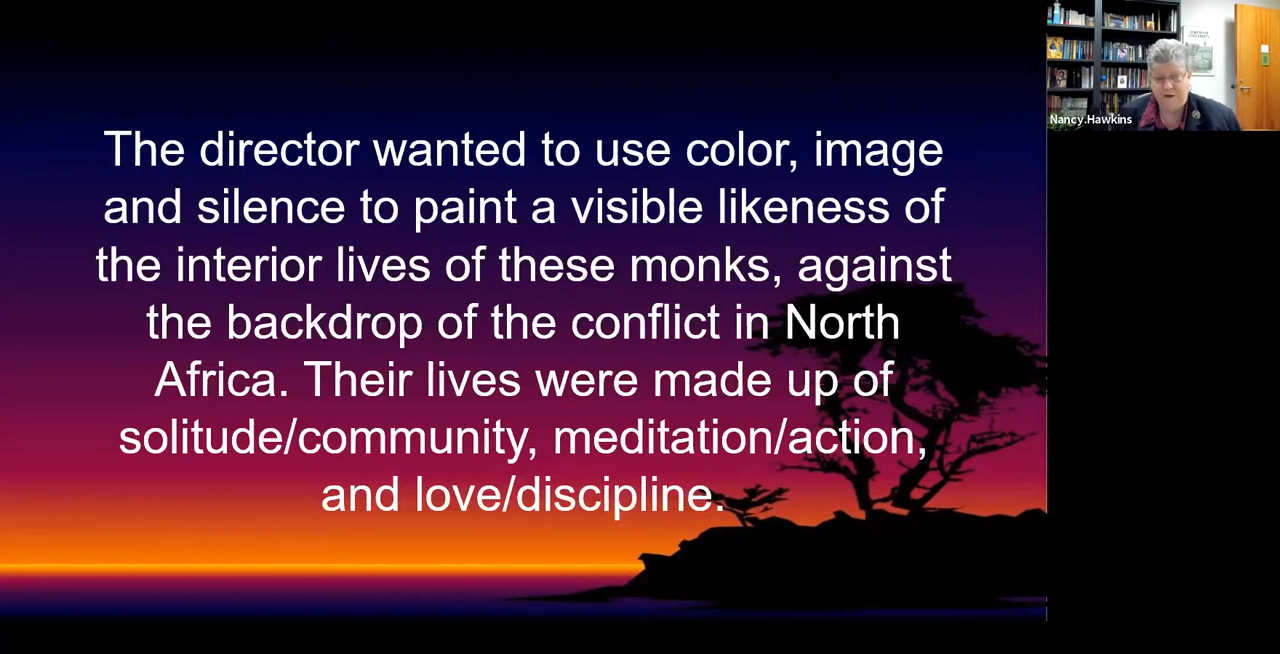 The director wanted to use color, image
and silence to paint a visible likeness of
the interior lives of these monks, against
the backdrop of the conflict in North
Africa. Their lives were made up of
solitude/community, meditation/action,
and love/discipline.
Nancy.Hawkins